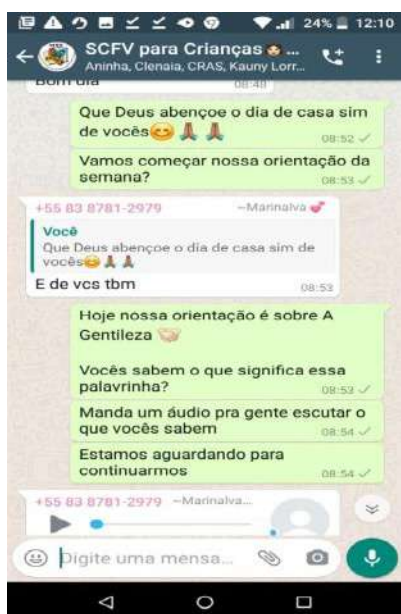 24% 12:10
SCFV para Crianças ...
Aninha, Clenaia, CRAS, Kauny Lorr...
Bom dia
08:48
Que Deus abençoe o dia de casa sim
de vocês
08:52
Vamos começar nossa orientação da
semana?
08:53
+55 83 8781-2979 ~Marinalva
Você
Que Deus abençoe o dia de casa sim de
vocês
E de vcs tbm
08:53
Hoje nossa orientação é sobre A
Gentileza
Vocês sabem o que significa essa
palavrinha?
08:53
Manda um áudio pra gente escutar o
que vocês sabem
08:54
Estamos aguardando para
continuarmos
08:54
+55 83 8781-2979 ~Marinalva...
Digite uma mensa...